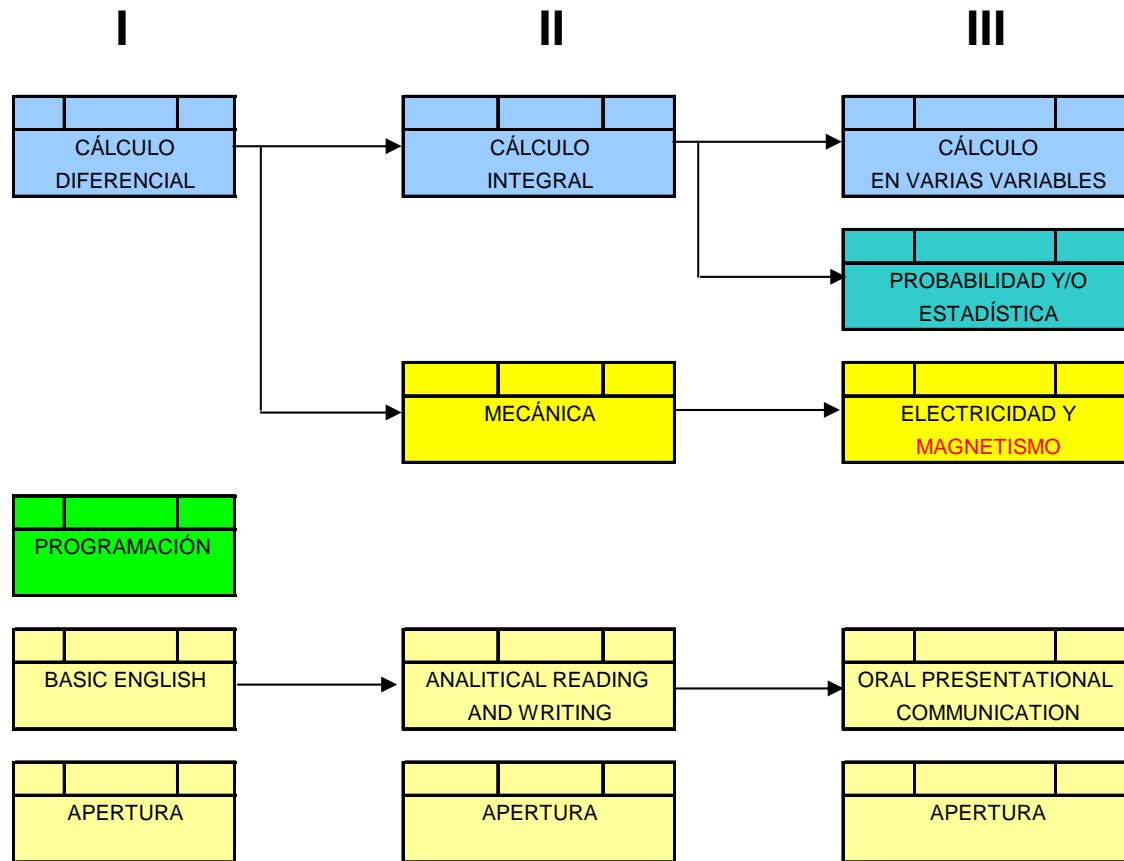 I
II
III
CÁLCULO
DIFERENCIAL
CÁLCULO
INTEGRAL
CÁLCULO
EN VARIAS VARIABLES
PROBABILIDAD Y/O
ESTADÍSTICA
MECÁNICA
ELECTRICIDAD Y
MAGNETISMO
PROGRAMACIÓN
BASIC ENGLISH
ANALITICAL READING
AND WRITING
ORAL PRESENTATIONAL
COMMUNICATION
APERTURA
APERTURA
APERTURA